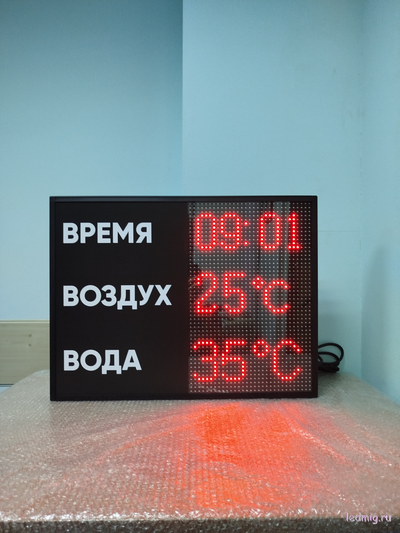 ВРЕМЯ 09:01
ВОЗДУХ 25°C
ВОДА 35°C
ledmig.ru